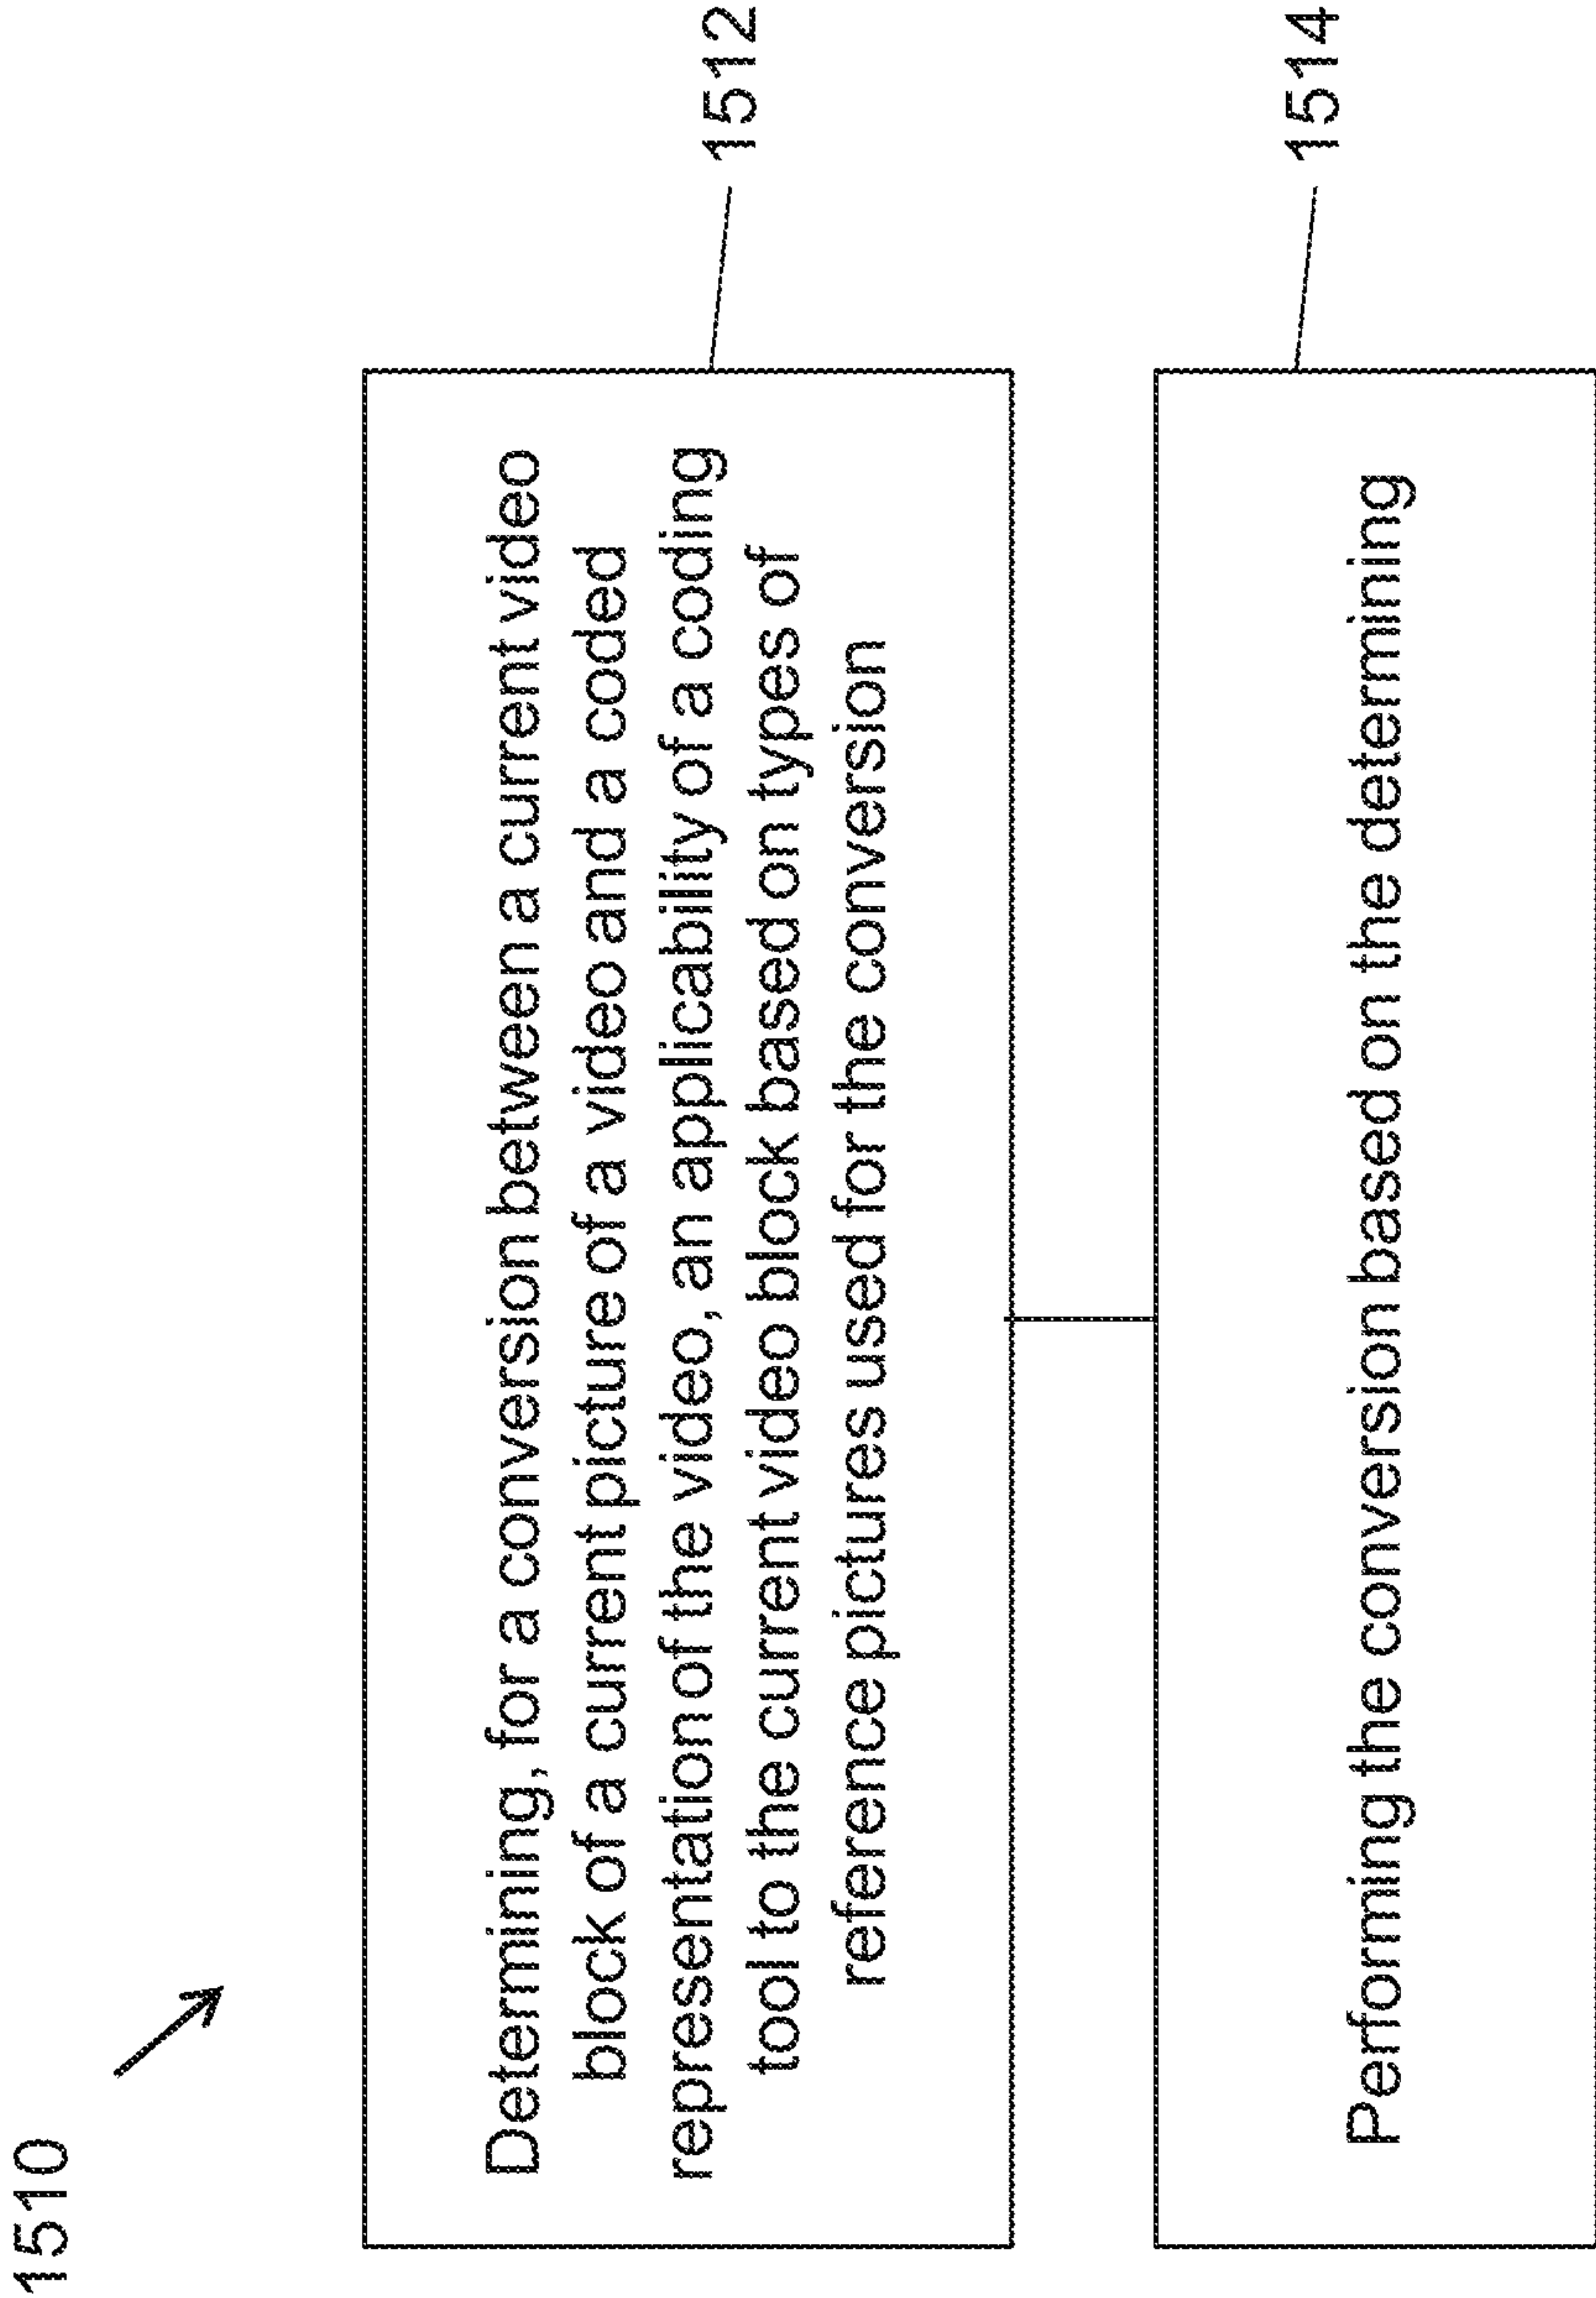 1510
Determining, for a conversion between a current video
block of a current picture of a video and a coded
representation of the video, an applicability of a coding
tool to the current video block based on types of
reference pictures used for the conversion
1512
Performing the conversion based on the determining
1514